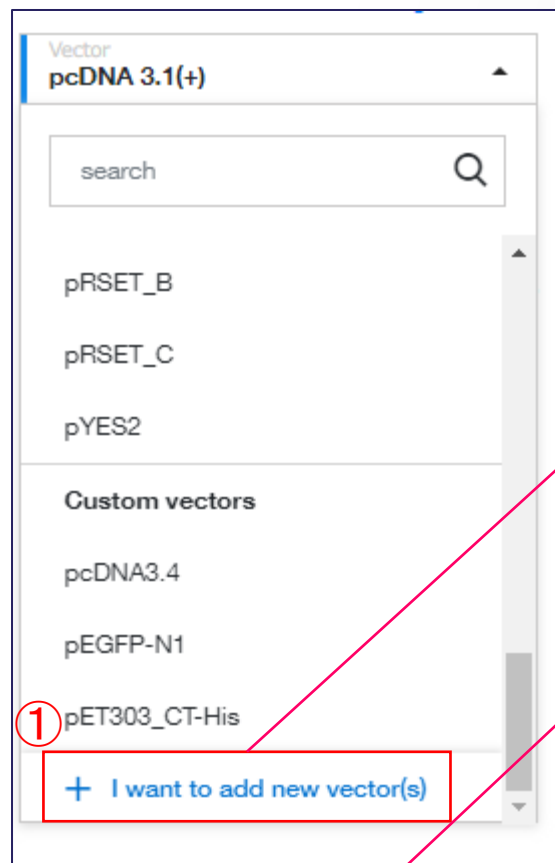 Vector
pcDNA 3.1(+)
search
pRSET_B
pRSET_C
pYES2
Custom vectors
pcDNA3.4
pEGFP-N1
① pET303_CT-His
+ I want to add new vector(s)